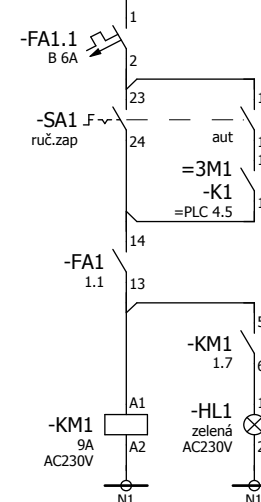 1
-FA1.1
B 6A
2
23
-SA1
ruč.zap
24
aut
=3M1
-K1
=PLC 4.5
14
-FA1
1.1
13
-KM1
1.7
A1
-KM1
9A
AC230V
A2
-HL1
zelená
AC230V
2
N1
N1